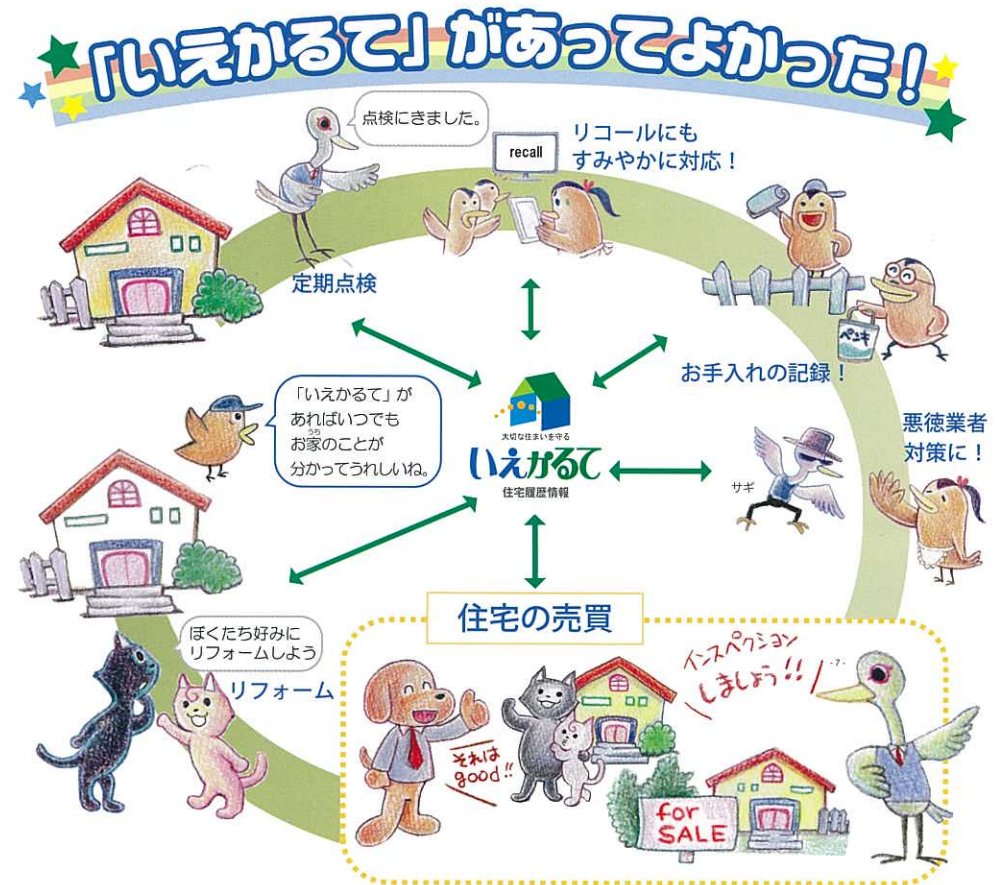 「いえかるて」があってよかった！
点検にきました。
recall
リコールにも
すみやかに対応！
定期点検
ペンキ
お手入れの記録！
「いえかるて」が
あればいつでも
お家のことが
うち
分かってうれしいね。
大切な住まいを守る
いえかるて
住宅履歴情報
悪徳業者
対策に！
サギ
住宅の売買
ぼくたち好みに
リフォームしよう
リフォーム
インスペクション
しましょう!!
それは
good!!
for
SALE